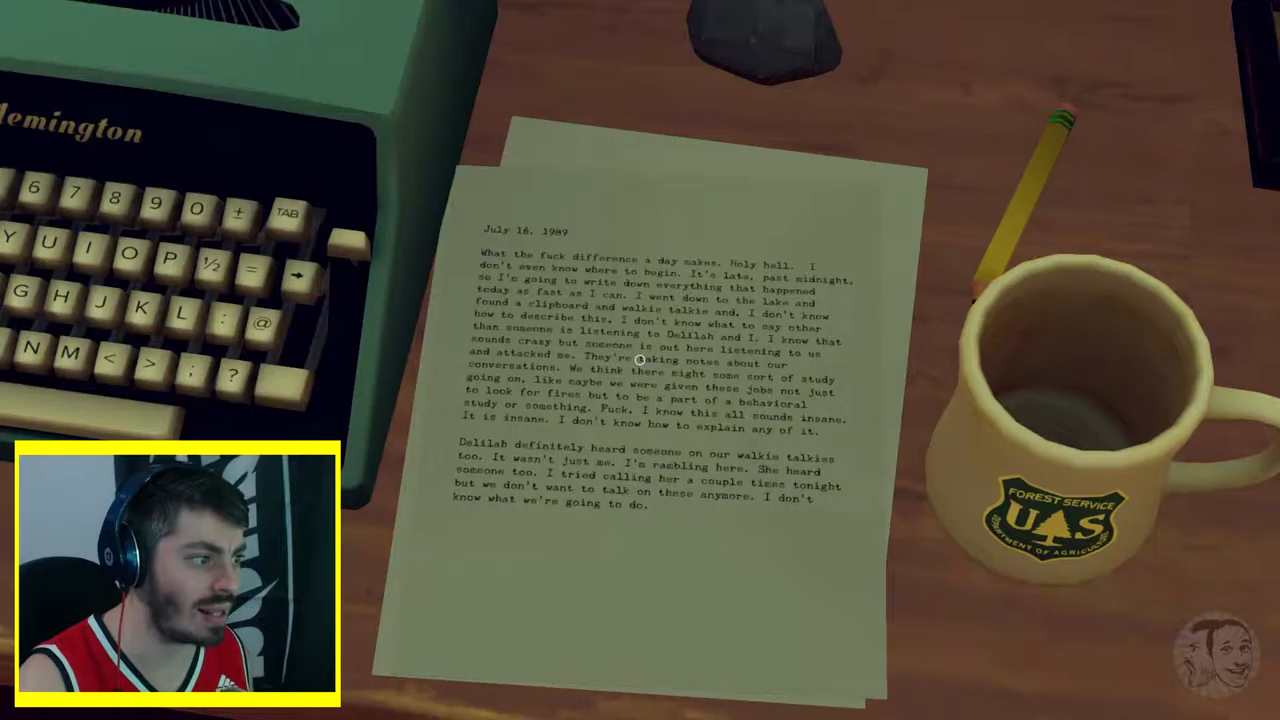 Remington
6 7 8 9 0 ± TAB
Y U I O P ½ =
G H J K L : @
N M < > ; ?
July 16, 1989
What the fuck difference a day makes. Holy hell. I
don't even know where to begin. It's late, past midnight,
so I'm going to write down everything that happened
today as fast as I can. I went down to the lake and
found a clipboard and walkie talkie and, I don't know
how to describe this, I don't know what to say other
than someone is listening to Delilah and I. I know that
sounds crazy but someone is out here listening to us
and attacked me. They're taking notes about our
conversations. We think there might some sort of study
going on, like maybe we were given these jobs not just
to look for fires but to be a part of a behavioral
study or something. Fuck. I know this all sounds insane.
It is insane. I don't know how to explain any of it.
Delilah definitely heard someone on our walkie talkies
too. It wasn't just me. I'm rambling here. She heard
someone too. I tried calling her a couple times tonight
but we don't want to talk on these anymore. I don't
know what we're going to do.
FOREST SERVICE
UAS
DEPARTMENT OF AGRICULTURE